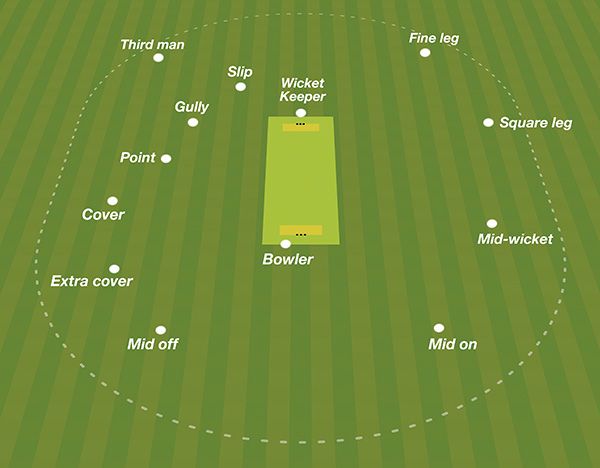 Third man
Fine leg
Slip
Wicket
Keeper
Gully
Square leg
Point
Cover
Mid-wicket
Bowler
Extra cover
Mid off
Mid on